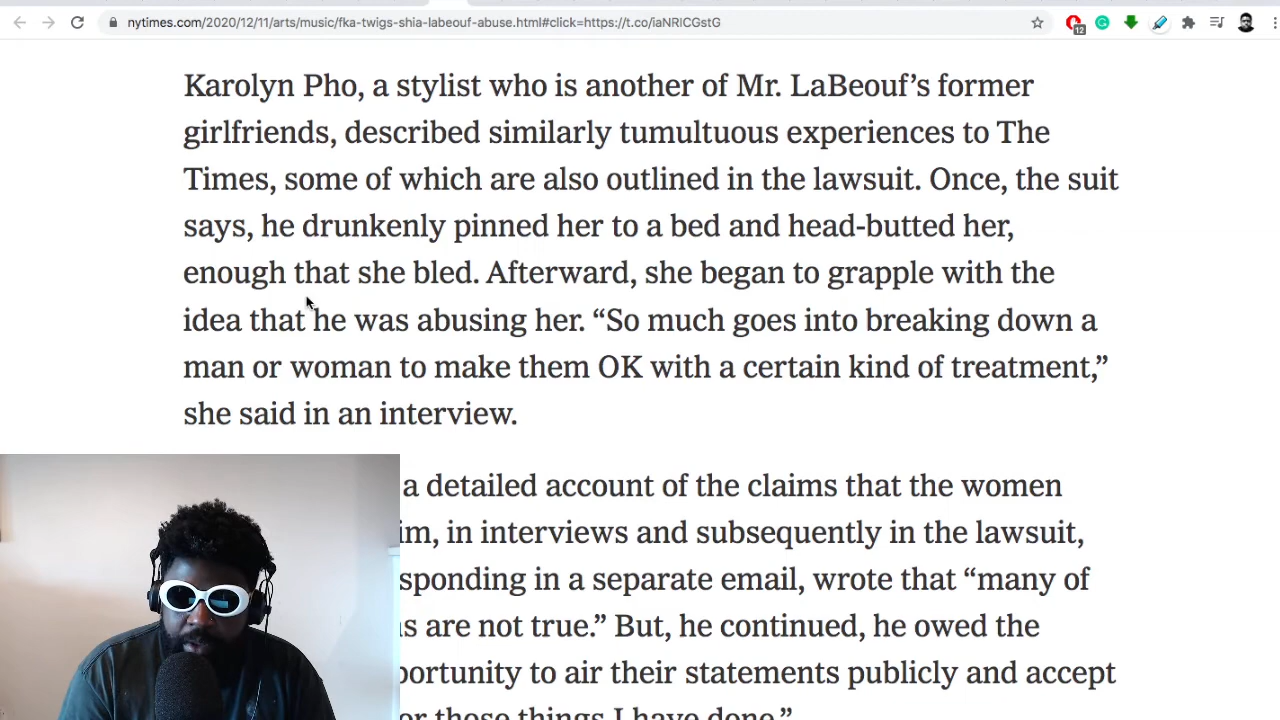 nytimes.com/2020/12/11/arts/music/fka-twigs-shia-labeouf-abuse.html#click=https://t.co/iaNRICGstG
12
Karolyn Pho, a stylist who is another of Mr. LaBeouf’s former
girlfriends, described similarly tumultuous experiences to The
Times, some of which are also outlined in the lawsuit. Once, the suit
says, he drunkenly pinned her to a bed and head-butted her,
enough that she bled. Afterward, she began to grapple with the
idea that he was abusing her. “So much goes into breaking down a
man or woman to make them OK with a certain kind of treatment,”
she said in an interview.
a detailed account of the claims that the women
im, in interviews and subsequently in the lawsuit,
sponding in a separate email, wrote that “many of
s are not true.” But, he continued, he owed the
portunity to air their statements publicly and accept
or those things I have done.”